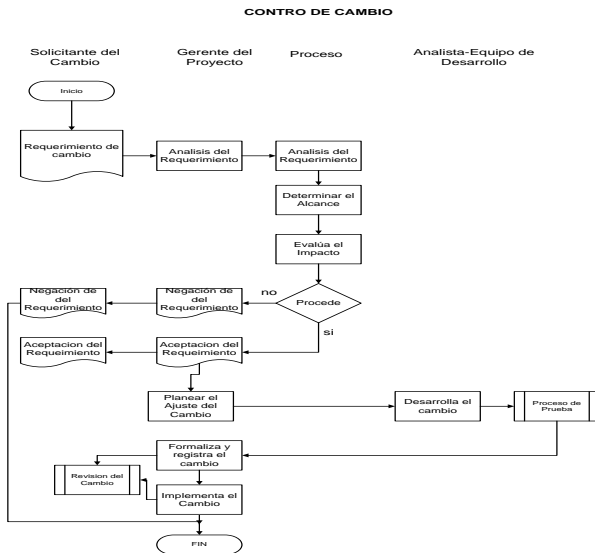 CONTRO DE CAMBIO
Solicitante del
Cambio
Gerente del
Proyecto
Proceso
Analista-Equipo de
Desarrollo
Inicio
Requerimiento de
cambio
Analisis del
Requerimiento
Analisis del
Requerimiento
Determinar el
Alcance
Evalúa el
Impacto
Negación de
del
Requerimiento
Negación de
del
Requerimiento
no
Procede
si
Aceptacion del
Requeimiento
Aceptacion del
Requeimiento
Planear el
Ajuste del
Cambio
Desarrolla el
cambio
Proceso de
Prueba
Formaliza y
registra el
cambio
Revision del
Cambio
Implementa el
Cambio
FIN